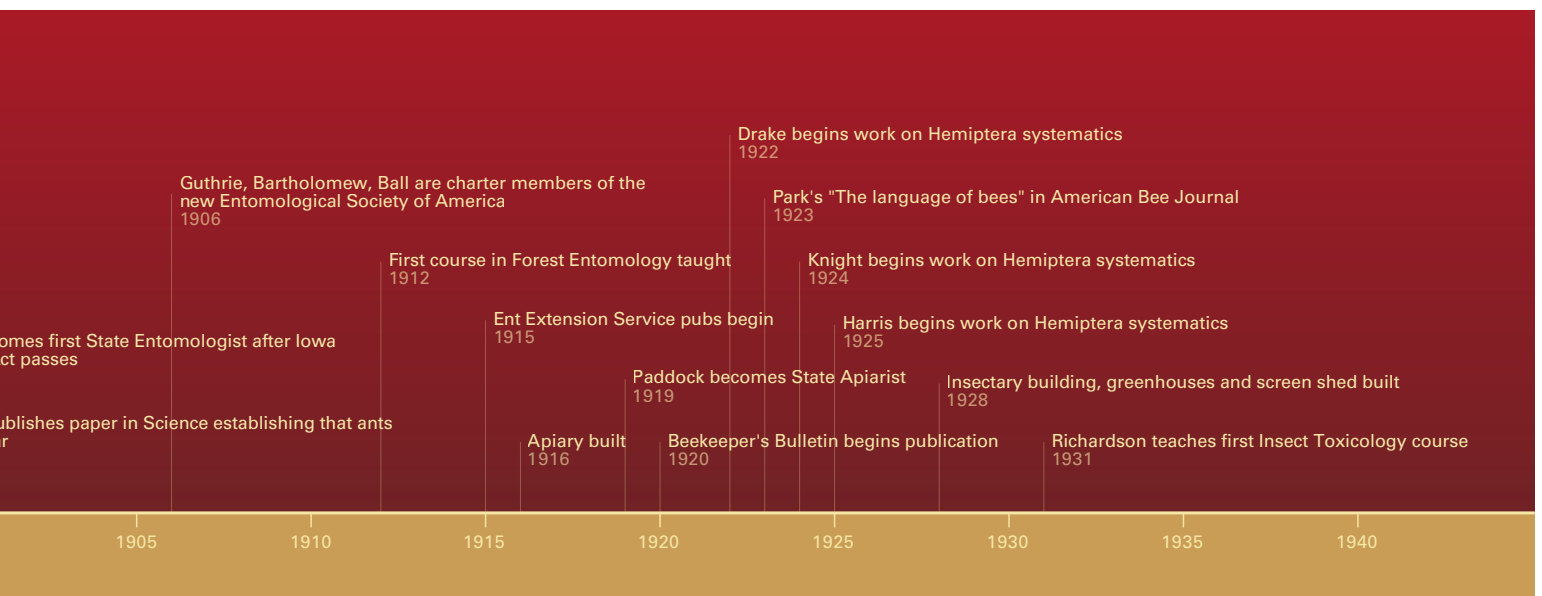 Drake begins work on Hemiptera systematics
1922
Guthrie, Bartholomew, Ball are charter members of the
new Entomological Society of America
1906
Park's "The language of bees" in American Bee Journal
1923
First course in Forest Entomology taught
1912
Knight begins work on Hemiptera systematics
1924
Ent Extension Service pubs begin
1915
Harris begins work on Hemiptera systematics
1925
first State Entomologist after Iowa
passes
Paddock becomes State Apiarist
1919
Insectary building, greenhouses and screen shed built
1928
paper in Science establishing that ants
Apiary built
1916
Beekeeper's Bulletin begins publication
1920
Richardson teaches first Insect Toxicology course
1931
1905 1910 1915 1920 1925 1930 1935 1940